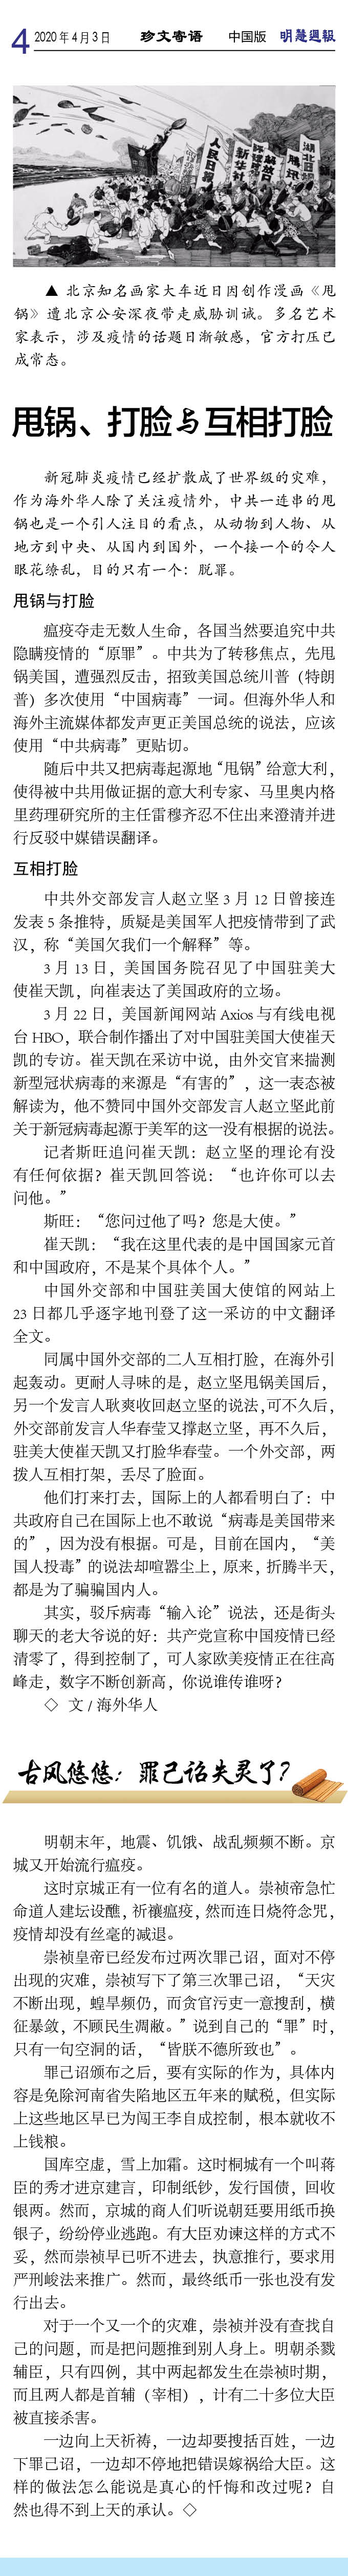 4 2020 年 4 月 3 日 珍文寄语 中国版 明慧週報
人民日報
新华社
环球時報
解放日報
▲ 北京知名画家大车近日因创作漫画《甩
锅》遭北京公安深夜带走威胁训诫。多名艺术
家表示，涉及疫情的话题日渐敏感，官方打压已
成常态。
甩锅、打脸与互相打脸
新冠肺炎疫情已经扩散成了世界级的灾难，
作为海外华人除了关注疫情外，中共一连串的甩
锅也是一个引人注目的看点，从动物到人物、从
地方到中央、从国内到国外，一个接一个的令人
眼花缭乱，目的只有一个：脱罪。
甩锅与打脸
瘟疫夺走无数人生命，各国当然要追究中共
隐瞒疫情的“原罪”。中共为了转移焦点，先甩
锅美国，遭强烈反击，招致美国总统川普（特朗
普）多次使用“中国病毒”一词。但海外华人和
海外主流媒体都发声更正美国总统的说法，应该
使用“中共病毒”更贴切。
随后中共又把病毒起源地“甩锅”给意大利，
使得被中共用做证据的意大利专家、马里奥内格
里药理研究所的主任雷穆齐忍不住出来澄清并进
行反驳中媒错误翻译。
互相打脸
中共外交部发言人赵立坚 3 月 12 日曾接连
发表 5 条推特，质疑是美国军人把疫情带到了武
汉，称“美国欠我们一个解释”等。
3 月 13 日，美国国务院召见了中国驻美大
使崔天凯，向崔表达了美国政府的立场。
3 月 22 日，美国新闻网站 Axios 与有线电视
台 HBO，联合制作播出了对中国驻美国大使崔天
凯的专访。崔天凯在采访中说，由外交官来揣测
新型冠状病毒的来源是“有害的”，这一表态被
解读为，他不赞同中国外交部发言人赵立坚此前
关于新冠病毒起源于美军的这一没有根据的说法。
记者斯旺追问崔天凯：赵立坚的理论有没
有任何依据？崔天凯回答说：“也许你可以去
问他。”
斯旺：“您问过他了吗？您是大使。”
崔天凯：“我在这里代表的是中国国家元首
和中国政府，不是某个具体个人。”
中国外交部和中国驻美国大使馆的网站上
23 日都几乎逐字地刊登了这一采访的中文翻译
全文。
同属中国外交部的二人互相打脸，在海外引
起轰动。更耐人寻味的是，赵立坚甩锅美国后，
另一个发言人耿爽收回赵立坚的说法，可不久后，
外交部前发言人华春莹又撑赵立坚，再不久后，
驻美大使崔天凯又打脸华春莹。一个外交部，两
拨人互相打架，丢尽了脸面。
他们打来打去，国际上的人都看明白了：中
共政府自己在国际上也不敢说“病毒是美国带来
的”，因为没有根据。可是，目前在国内，“美
国人投毒”的说法却喧嚣尘上，原来，折腾半天，
都是为了骗骗国内人。
其实，驳斥病毒“输入论”说法，还是街头
聊天的老大爷说的好：共产党宣称中国疫情已经
清零了，得到控制了，可人家欧美疫情正在往高
峰走，数字不断创新高，你说谁传谁呀？
◇ 文 / 海外华人
古风悠悠：罪己诏失灵了？
明朝末年，地震、饥饿、战乱频频不断。京
城又开始流行瘟疫。
这时京城正有一位有名的道人。崇祯帝急忙
命道人建坛设醮，祈禳瘟疫，然而连日烧符念咒，
疫情却没有丝毫的减退。
崇祯皇帝已经发布过两次罪己诏，面对不停
出现的灾难，崇祯写下了第三次罪己诏，“天灾
不断出现，蝗旱频仍，而贪官污吏一意搜刮，横
征暴敛，不顾民生凋敝。”说到自己的“罪”时，
只有一句空洞的话，“皆朕不德所致也”。
罪己诏颁布之后，要有实际的作为，具体内
容是免除河南省失陷地区五年来的赋税，但实际
上这些地区早已为闯王李自成控制，根本就收不
上钱粮。
国库空虚，雪上加霜。这时桐城有一个叫蒋
臣的秀才进京建言，印制纸钞，发行国债，回收
银两。然而，京城的商人们听说朝廷要用纸币换
银子，纷纷停业逃跑。有大臣劝谏这样的方式不
妥，然而崇祯早已听不进去，执意推行，要求用
严刑峻法来推广。然而，最终纸币一张也没有发
行出去。
对于一个又一个的灾难，崇祯并没有查找自
己的问题，而是把问题推到别人身上。明朝杀戮
辅臣，只有四例，其中两起都发生在崇祯时期，
而且两人都是首辅（宰相），计有二十多位大臣
被直接杀害。
一边向上天祈祷，一边却要搜括百姓，一边
下罪己诏，一边却不停地把错误嫁祸给大臣。这
样的做法怎么能说是真心的忏悔和改过呢？自
然也得不到上天的承认。◇